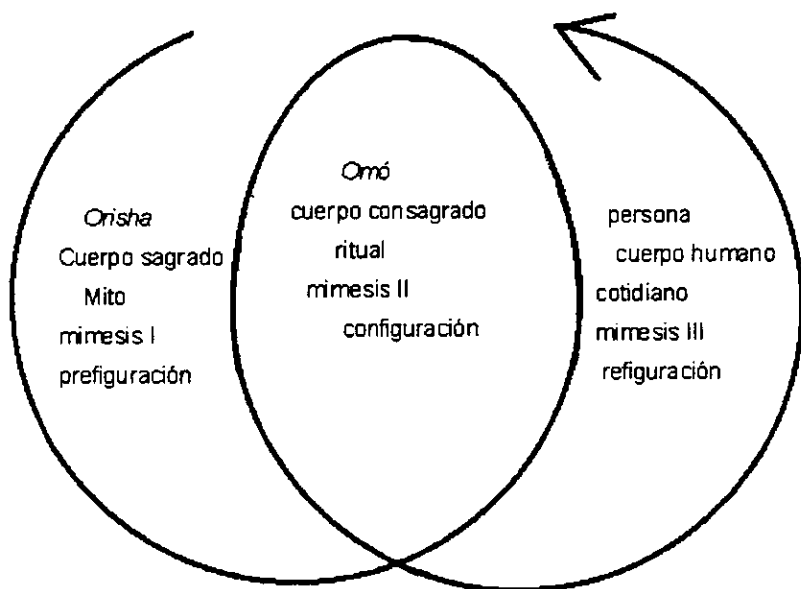 Orisha
Cuerpo sagrado
Mito
mimesis I
prefiguración
Omó
cuerpo consagrado
ritual
mimesis II
configuración
persona
cuerpo humano
cotidiano
mimesis III
refiguración